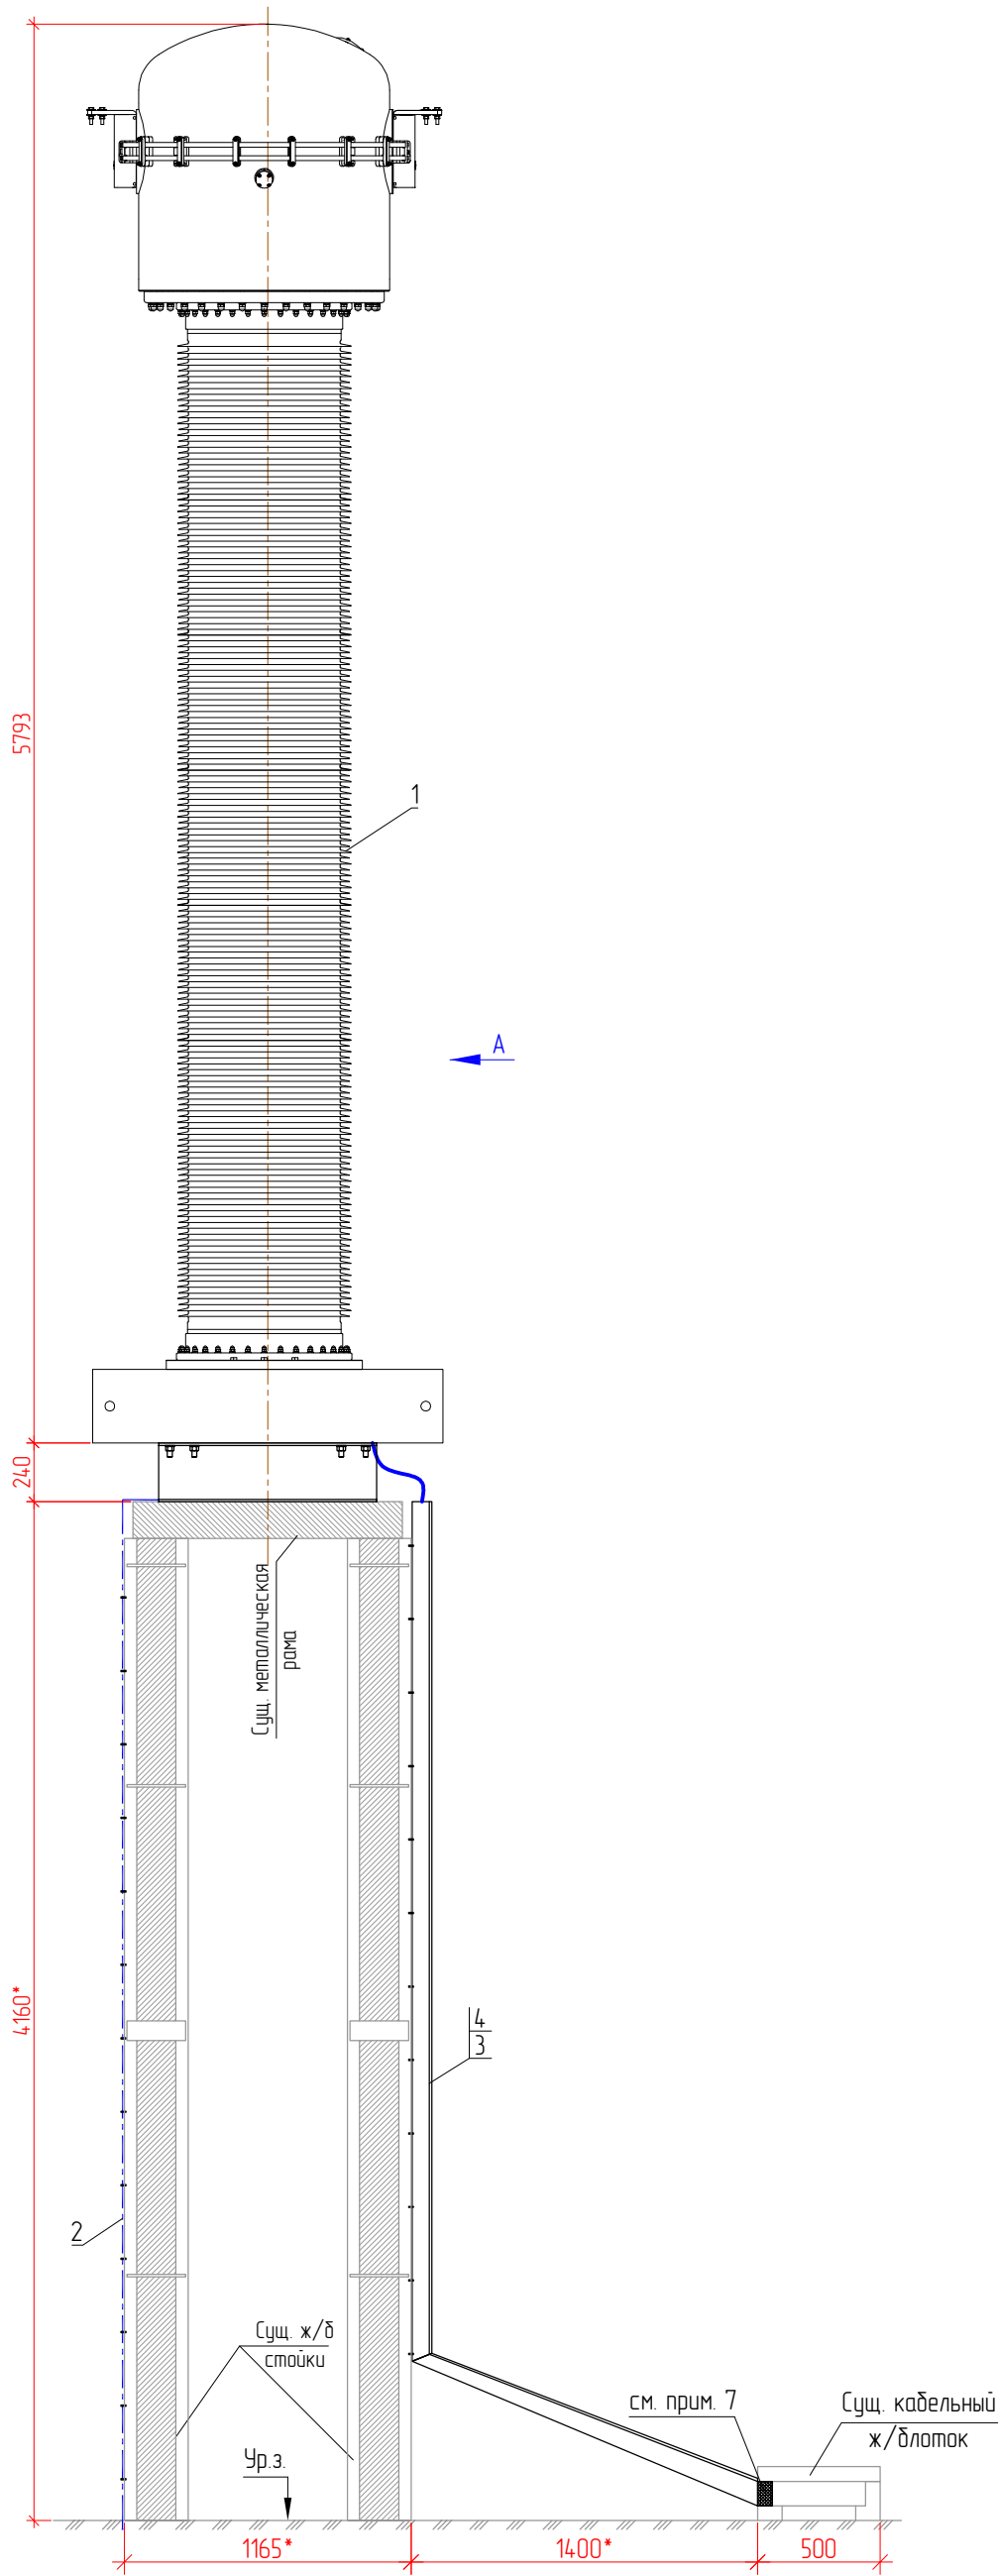 5793
1
А
240
Сущ. металлическая
рама
4160*
4
3
2
Сущ. ж/б
стойки
см. прим. 7
Сущ. кабельный
ж/блоток
Ур.з.
1165*
1400*
500